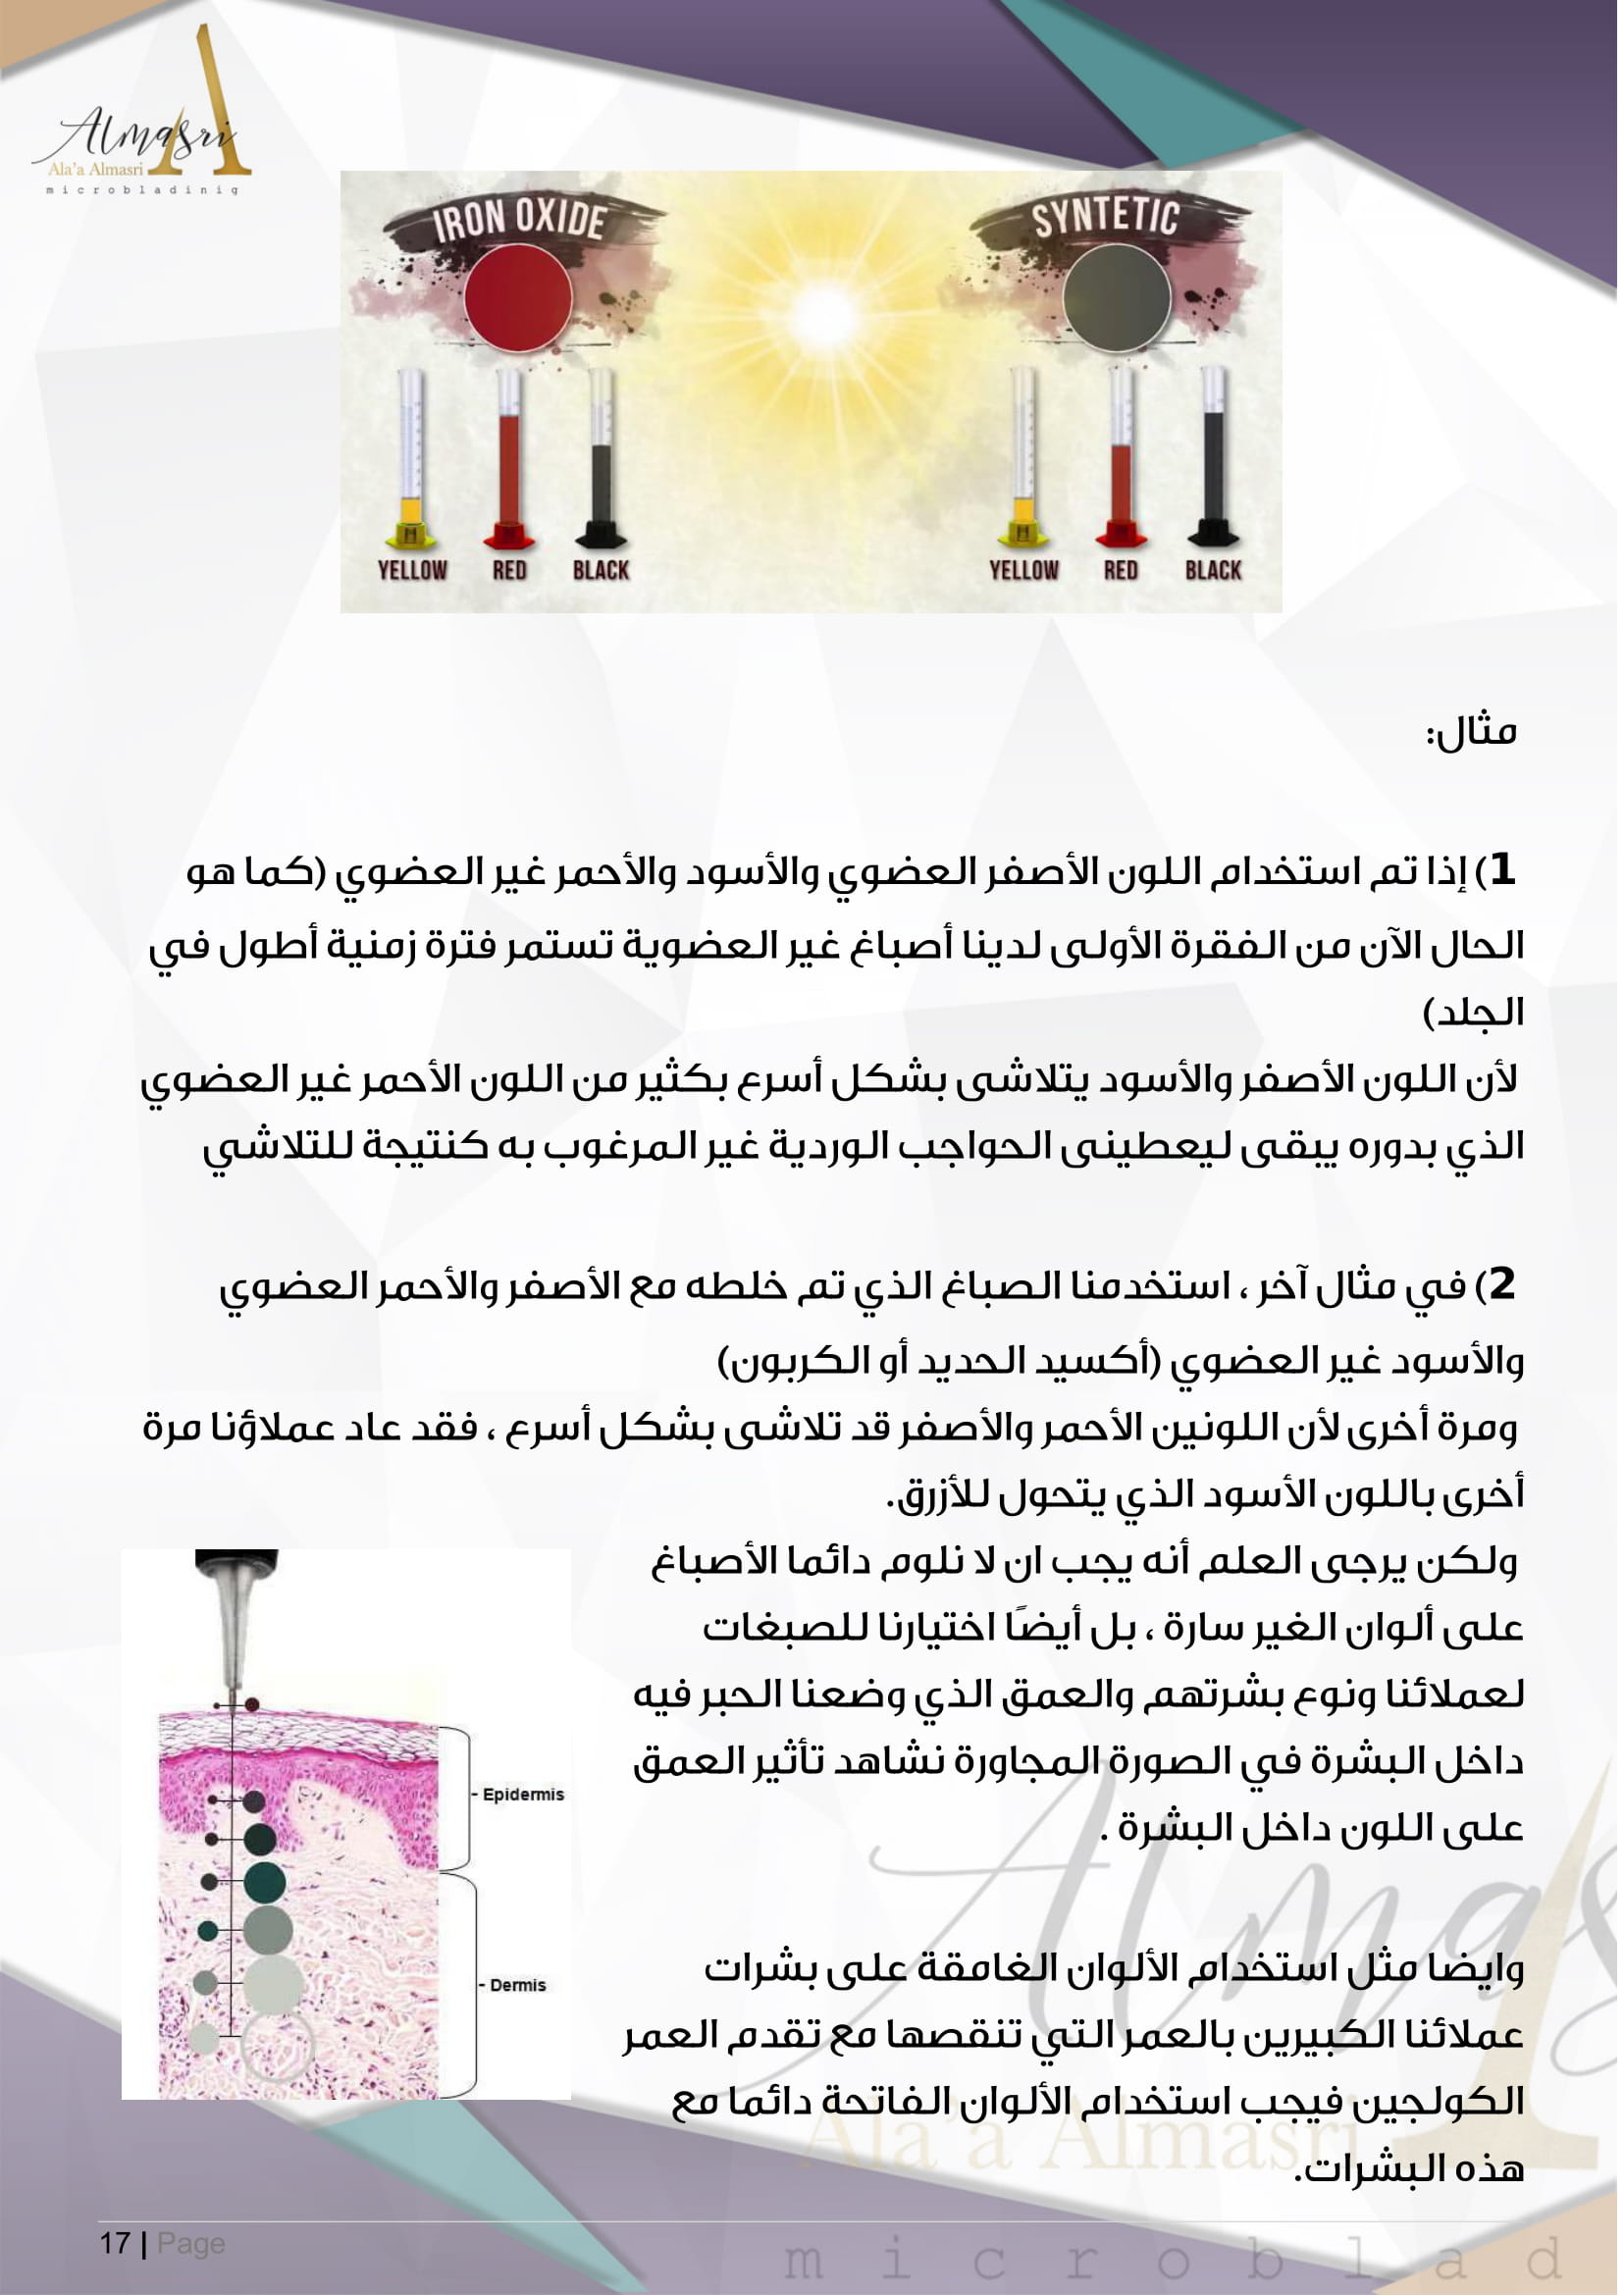 Almasri
Ala'a Almasri
microbladinig
IRON OXIDE
SYNTETIC
YELLOW RED BLACK
YELLOW RED BLACK
مثال:
1) إذا تم استخدام اللون الأصفر العضوي والأسود والأحمر غير العضوي (كما هو
الحال الآن من الفقرة الأولى لدينا أصباغ غير العضوية تستمر فترة زمنية أطول في
الجلد)
لأن اللون الأصفر والأسود يتلاشى بشكل أسرع بكثير من اللون الأحمر غير العضوي
الذي بدوره يبقى ليعطينى الحواجب الوردية غير المرغوب به كنتيجة للتلاشي
2) في مثال آخر ، استخدمنا الصباغ الذي تم خلطه مع الأصفر والأحمر العضوي
والأسود غير العضوي (أكسيد الحديد أو الكربون)
ومرة أخرى لأن اللونين الأحمر والأصفر قد تلاشى بشكل أسرع ، فقد عاد عملاؤنا مرة
أخرى باللون الأسود الذي يتحول للأزرق.
ولكن يرجى العلم أنه يجب ان لا نلوم دائما الأصباغ
على ألوان الغير سارة ، بل أيضًا اختيارنا للصبغات
لعملائنا ونوع بشرتهم والعمق الذي وضعنا الحبر فيه
داخل البشرة في الصورة المجاورة نشاهد تأثير العمق
على اللون داخل البشرة .
- Epidermis
- Dermis
وايضا مثل استخدام الألوان الغامقة على بشرات
عملائنا الكبيرين بالعمر التي تنقصها مع تقدم العمر
الكولجين فيجب استخدام الألوان الفاتحة دائما مع
هذه البشرات.
Almas
Ala'a Almasri
17 | Page
microblad